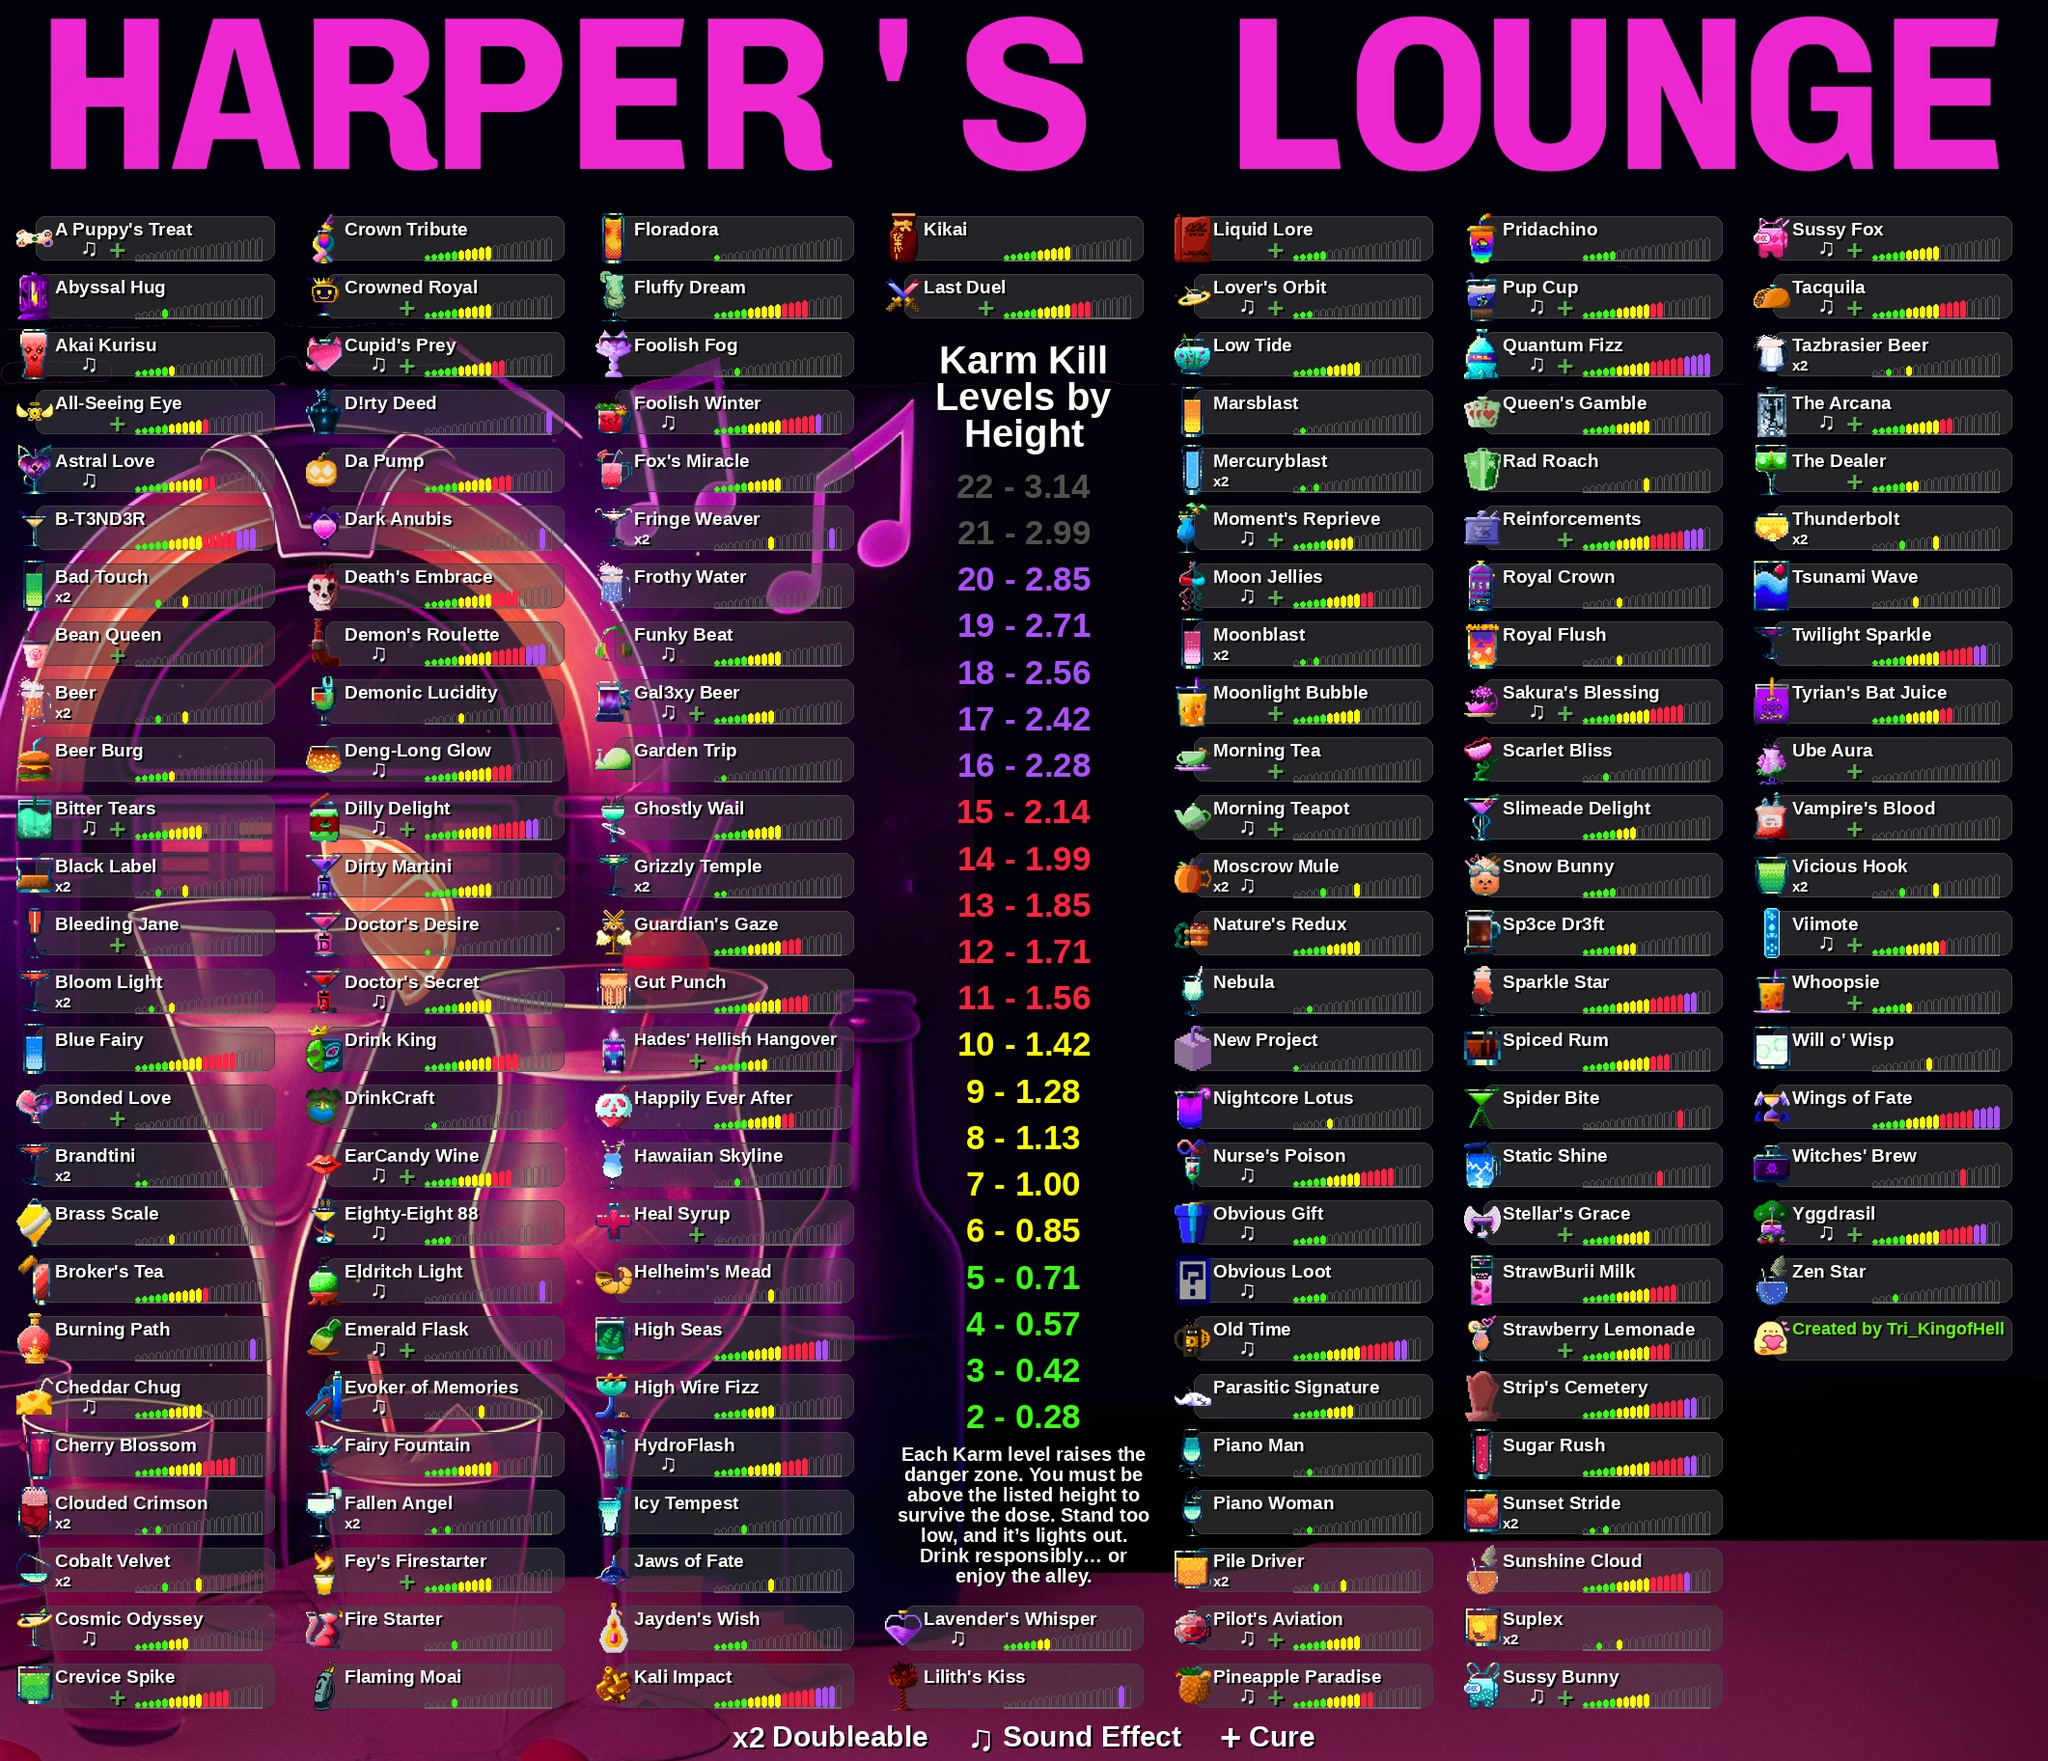 HARPER'S LOUNGE
A Puppy's Treat
♫ +
Abyssal Hug
Akai Kurisu
♫
All-Seeing Eye
+
Astral Love
♫
B-T3ND3R
Bad Touch
x2
Bean Queen
+
Beer
x2
Beer Burg
Bitter Tears
♫ +
Black Label
x2
Bleeding Jane
+
Bloom Light
x2
Blue Fairy
Bonded Love
+
Brandtini
x2
Brass Scale
Broker's Tea
Burning Path
Cheddar Chug
♫
Cherry Blossom
Clouded Crimson
x2
Cobalt Velvet
x2
Cosmic Odyssey
♫
Crevice Spike
+
Crown Tribute
Crowned Royal
+
Cupid's Prey
♫ +
D!rty Deed
Da Pump
Dark Anubis
Death's Embrace
Demon's Roulette
♫
Demonic Lucidity
Deng-Long Glow
♫
Dilly Delight
♫ +
Dirty Martini
Doctor's Desire
Doctor's Secret
♫
Drink King
DrinkCraft
EarCandy Wine
♫ +
Eighty-Eight 88
♫
Eldritch Light
♫
Emerald Flask
♫ +
Evoker of Memories
♫
Fairy Fountain
Fallen Angel
x2
Fey's Firestarter
+
Fire Starter
Flaming Moai
Floradora
Fluffy Dream
Foolish Fog
Foolish Winter
♫
Fox's Miracle
Fringe Weaver
x2
Frothy Water
Funky Beat
♫
Gal3xy Beer
♫ +
Garden Trip
Ghostly Wail
Grizzly Temple
x2
Guardian's Gaze
Gut Punch
Hades' Hellish Hangover
+
Happily Ever After
Hawaiian Skyline
Heal Syrup
+
Helheim's Mead
High Seas
High Wire Fizz
HydroFlash
♫
Icy Tempest
Jaws of Fate
Jayden's Wish
Kali Impact
Kikai
Last Duel
+
Karm Kill
Levels by
Height
22 - 3.14
21 - 2.99
20 - 2.85
19 - 2.71
18 - 2.56
17 - 2.42
16 - 2.28
15 - 2.14
14 - 1.99
13 - 1.85
12 - 1.71
11 - 1.56
10 - 1.42
9 - 1.28
8 - 1.13
7 - 1.00
6 - 0.85
5 - 0.71
4 - 0.57
3 - 0.42
2 - 0.28
Each Karm level raises the
danger zone. You must be
above the listed height to
survive the dose. Stand too
low, and it's lights out.
Drink responsibly... or
enjoy the alley.
Lavender's Whisper
♫
Lilith's Kiss
Liquid Lore
+
Lover's Orbit
♫ +
Low Tide
Marsblast
Mercuryblast
x2
Moment's Reprieve
♫ +
Moon Jellies
♫ +
Moonblast
x2
Moonlight Bubble
+
Morning Tea
+
Morning Teapot
♫ +
Moscrow Mule
x2 ♫
Nature's Redux
Nebula
New Project
Nightcore Lotus
Nurse's Poison
♫
Obvious Gift
♫
Obvious Loot
♫
Old Time
♫
Parasitic Signature
Piano Man
Piano Woman
Pile Driver
x2
Pilot's Aviation
♫ +
Pineapple Paradise
♫ +
Pridachino
Pup Cup
♫ +
Quantum Fizz
♫ +
Queen's Gamble
Rad Roach
Reinforcements
+
Royal Crown
Royal Flush
Sakura's Blessing
♫ +
Scarlet Bliss
Slimeade Delight
Snow Bunny
Sp3ce Dr3ft
Sparkle Star
Spiced Rum
Spider Bite
Static Shine
Stellar's Grace
+
StrawBurii Milk
Strawberry Lemonade
+
Strip's Cemetery
Sugar Rush
Sunset Stride
x2
Sunshine Cloud
Suplex
x2
Sussy Bunny
♫ +
Sussy Fox
♫ +
Tacquila
♫ +
Tazbrasier Beer
x2
The Arcana
♫ +
The Dealer
+
Thunderbolt
x2
Tsunami Wave
Twilight Sparkle
Tyrian's Bat Juice
Ube Aura
+
Vampire's Blood
+
Vicious Hook
x2
Viimote
♫ +
Whoopsie
+
Will o' Wisp
Wings of Fate
Witches' Brew
Yggdrasil
♫ +
Zen Star
Created by Tri_KingofHell
x2 Doubleable ♫ Sound Effect + Cure